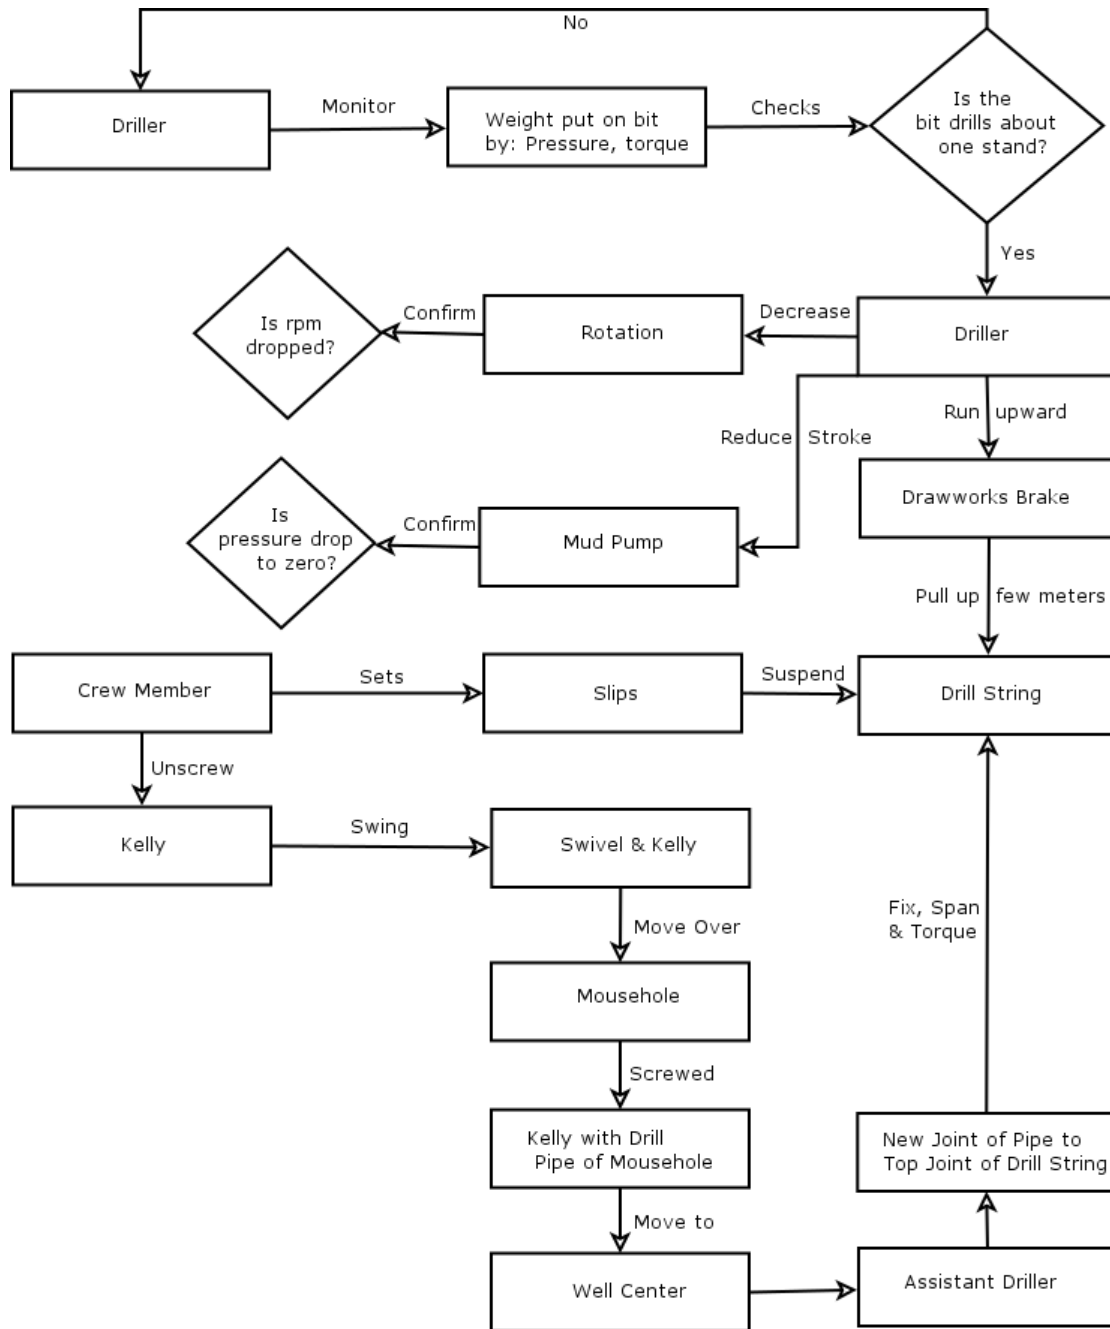 No
Driller
Monitor
Weight put on bit
by: Pressure, torque
Checks
Is the
bit drills about
one stand?
Yes
Is rpm
dropped?
Confirm
Rotation
Decrease
Driller
Run upward
Reduce Stroke
Drawworks Brake
Is
pressure drop
to zero?
Confirm
Mud Pump
Pull up few meters
Crew Member
Sets
Slips
Suspend
Drill String
Unscrew
Kelly
Swing
Swivel & Kelly
Move Over
Fix, Span
& Torque
Mousehole
Screwed
Kelly with Drill
Pipe of Mousehole
New Joint of Pipe to
Top Joint of Drill String
Move to
Well Center
Assistant Driller